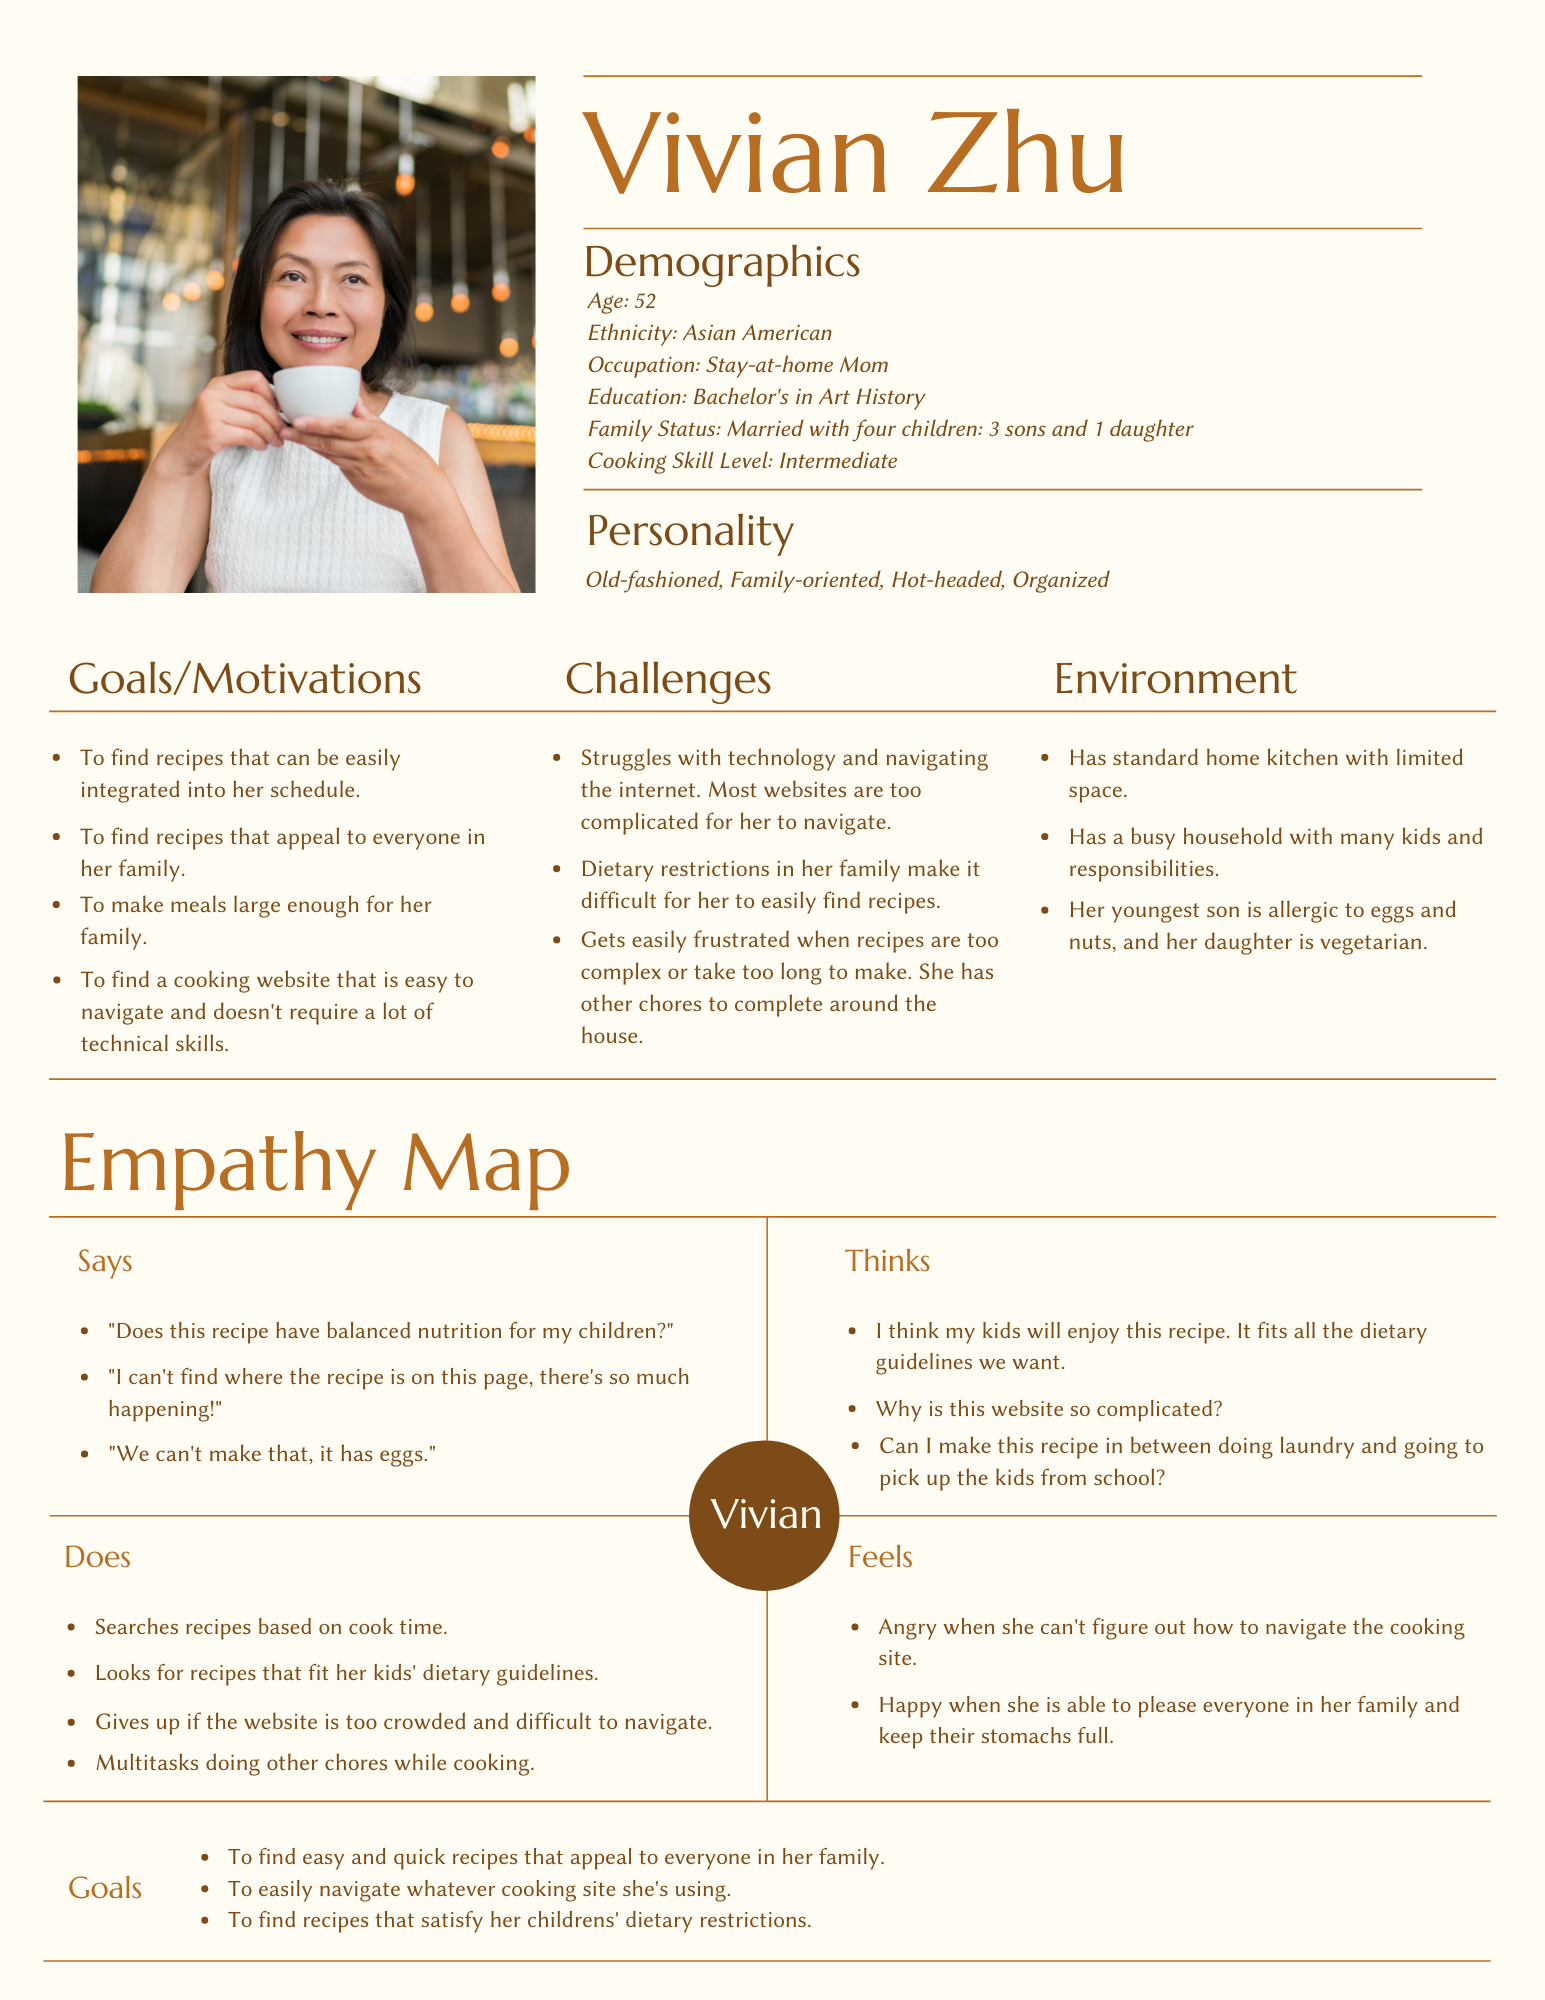 Vivian Zhu
Demographics
Age: 52
Ethnicity: Asian American
Occupation: Stay-at-home Mom
Education: Bachelor's in Art History
Family Status: Married with four children: 3 sons and 1 daughter
Cooking Skill Level: Intermediate
Personality
Old-fashioned, Family-oriented, Hot-headed, Organized
Goals/Motivations
• To find recipes that can be easily
integrated into her schedule.
• To find recipes that appeal to everyone in
her family.
• To make meals large enough for her
family.
• To find a cooking website that is easy to
navigate and doesn't require a lot of
technical skills.
Challenges
• Struggles with technology and navigating
the internet. Most websites are too
complicated for her to navigate.
• Dietary restrictions in her family make it
difficult for her to easily find recipes.
• Gets easily frustrated when recipes are too
complex or take too long to make. She has
other chores to complete around the
house.
Environment
• Has standard home kitchen with limited
space.
• Has a busy household with many kids and
responsibilities.
• Her youngest son is allergic to eggs and
nuts, and her daughter is vegetarian.
Empathy Map
Says
• "Does this recipe have balanced nutrition for my children?"
• "I can't find where the recipe is on this page, there's so much
happening!"
• "We can't make that, it has eggs."
Thinks
• I think my kids will enjoy this recipe. It fits all the dietary
guidelines we want.
• Why is this website so complicated?
• Can I make this recipe in between doing laundry and going to
pick up the kids from school?
Vivian
Does
• Searches recipes based on cook time.
• Looks for recipes that fit her kids' dietary guidelines.
• Gives up if the website is too crowded and difficult to navigate.
• Multitasks doing other chores while cooking.
Feels
• Angry when she can't figure out how to navigate the cooking
site.
• Happy when she is able to please everyone in her family and
keep their stomachs full.
Goals
• To find easy and quick recipes that appeal to everyone in her family.
• To easily navigate whatever cooking site she's using.
• To find recipes that satisfy her childrens' dietary restrictions.